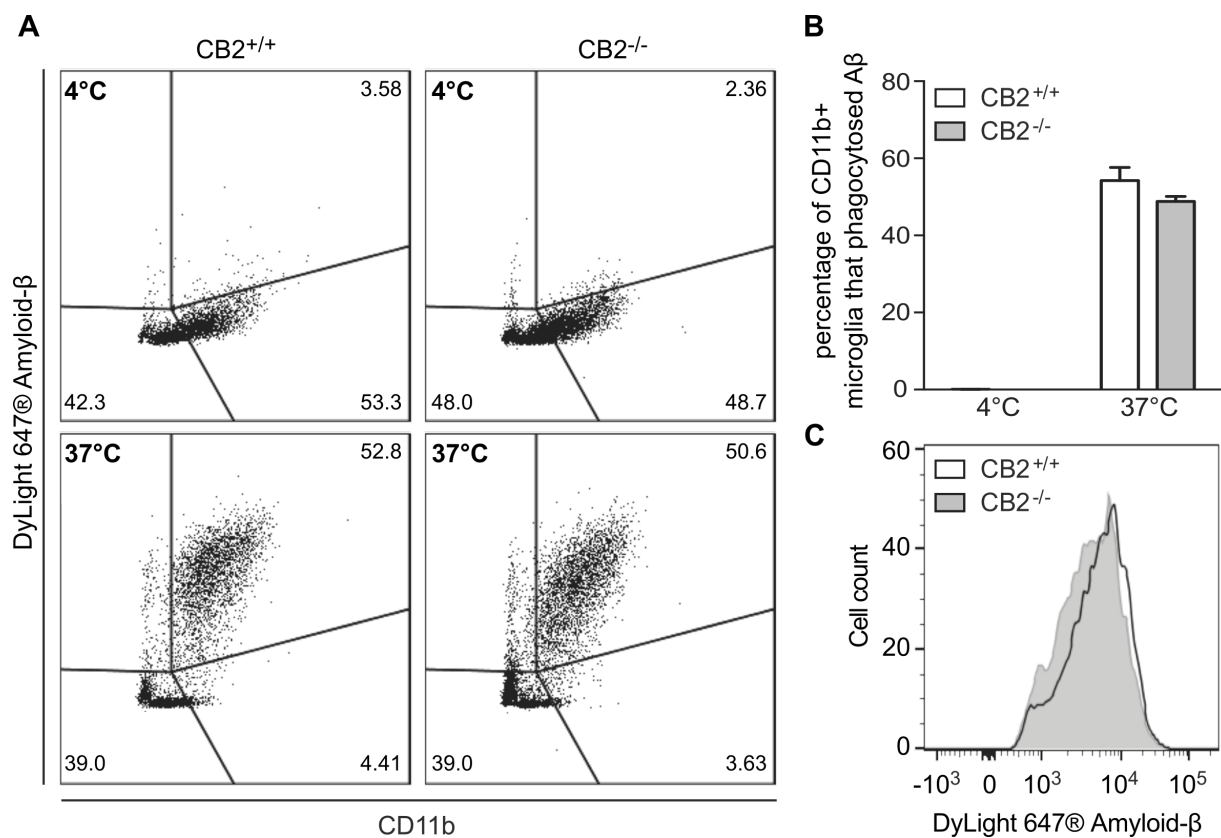 A
CB2+/+
CB2-/-
4°C
3.58
42.3
53.3
4°C
2.36
48.0
48.7
37°C
52.8
39.0
4.41
37°C
50.6
39.0
3.63
DyLight 647® Amyloid-β
CD11b
B
percentage of CD11b+
microglia that phagocytosed Aβ
80
60
40
20
0
CB2+/+
CB2-/-
4°C
37°C
C
Cell count
60
40
20
0
CB2+/+
CB2-/-
-10³
0
10³
10⁴
10⁵
DyLight 647® Amyloid-β